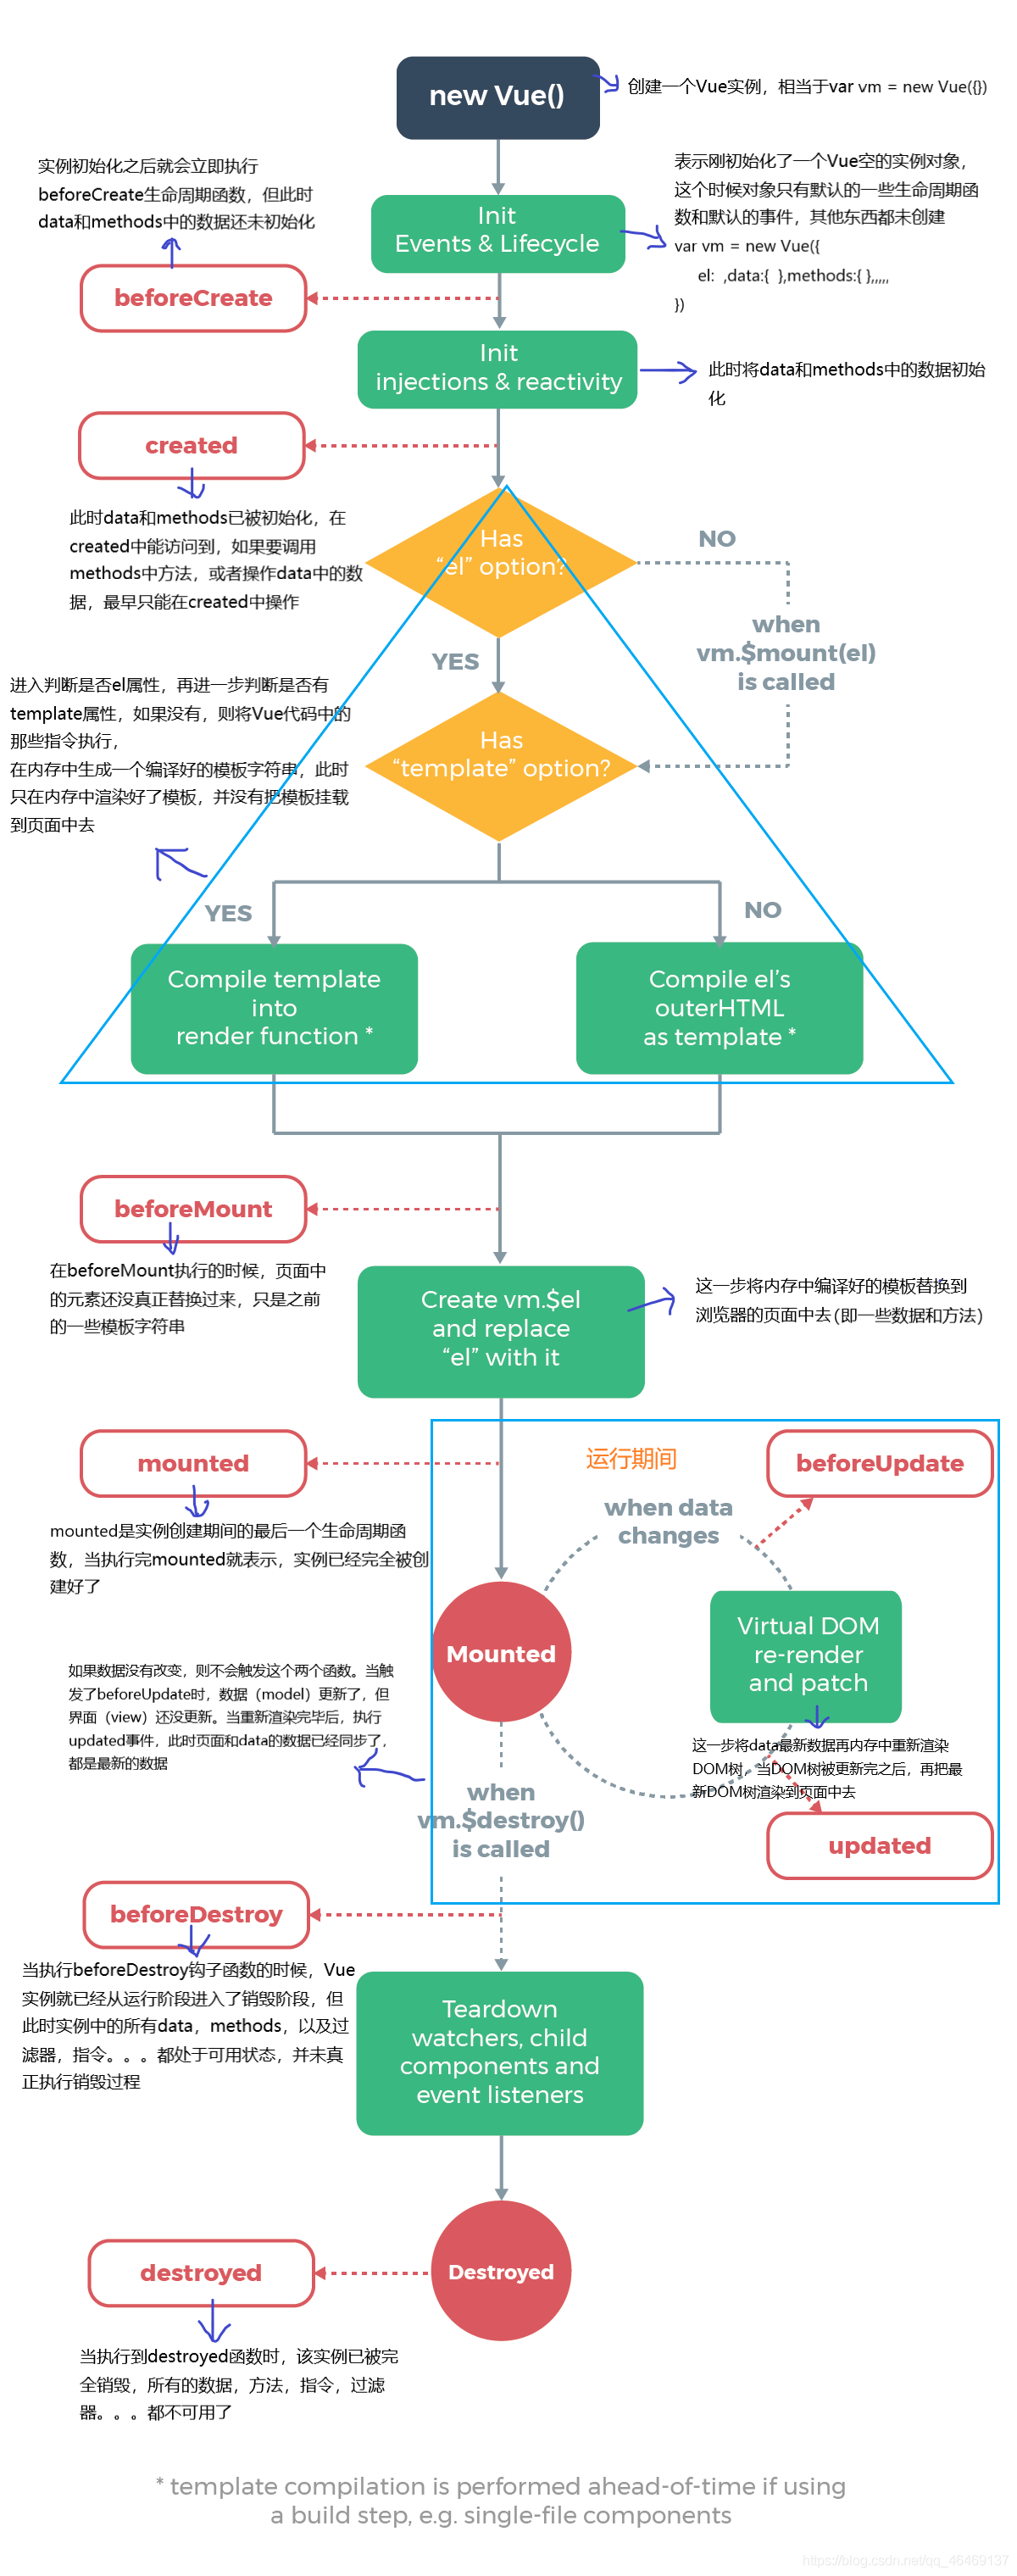 new Vue()
创建一个Vue实例，相当于var vm = new Vue({})
实例初始化之后就会立即执行
beforeCreate生命周期函数，但此时
data和methods中的数据还未初始化
表示刚初始化了一个Vue空的实例对象，
这个时候对象只有默认的一些生命周期函
数和默认的事件，其他东西都未创建
var vm = new Vue({
el: ,data:{ },methods:{ },,,,,
})
Init
Events & Lifecycle
beforeCreate
Init
injections & reactivity
此时将data和methods中的数据初始
化
created
此时data和methods已被初始化，在
created中能访问到，如果要调用
methods中方法，或者操作data中的数
据，最早只能在created中操作
Has
“el” option?
NO
when
vm.$mount(el)
is called
YES
进入判断是否el属性，再进一步判断是否有
template属性，如果没有，则将Vue代码中的
那些指令执行，
在内存中生成一个编译好的模板字符串，此时
只在内存中渲染好了模板，并没有把模板挂载
到页面中去
Has
“template” option?
YES
NO
Compile template
into
render function *
Compile el’s
outerHTML
as template *
beforeMount
在beforeMount执行的时候，页面中
的元素还没真正替换过来，只是之前
的一些模板字符串
Create vm.$el
and replace
“el” with it
这一步将内存中编译好的模板替换到
浏览器的页面中去(即一些数据和方法)
mounted
mounted是实例创建期间的最后一个生命周期函
数，当执行完mounted就表示，实例已经完全被创
建好了
运行期间
beforeUpdate
when data
changes
Mounted
Virtual DOM
re-render
and patch
如果数据没有改变，则不会触发这个两个函数。当触
发了beforeUpdate时，数据（model）更新了，但
界面（view）还没更新。当重新渲染完毕后，执行
updated事件，此时页面和data的数据已经同步了，
都是最新的数据
这一步将data最新数据再内存中重新渲染
DOM树，当DOM树被更新完之后，再把最
新DOM树渲染到页面中去
when
vm.$destroy()
is called
updated
beforeDestroy
当执行beforeDestroy钩子函数的时候，Vue
实例就已经从运行阶段进入了销毁阶段，但
此时实例中的所有data，methods，以及过
滤器，指令。。。都处于可用状态，并未真
正执行销毁过程
Teardown
watchers, child
components and
event listeners
destroyed
Destroyed
当执行到destroyed函数时，该实例已被完
全销毁，所有的数据，方法，指令，过滤
器。。。都不可用了
* template compilation is performed ahead-of-time if using
a build step, e.g. single-file components
https://blog.csdn.net/qq_46469137